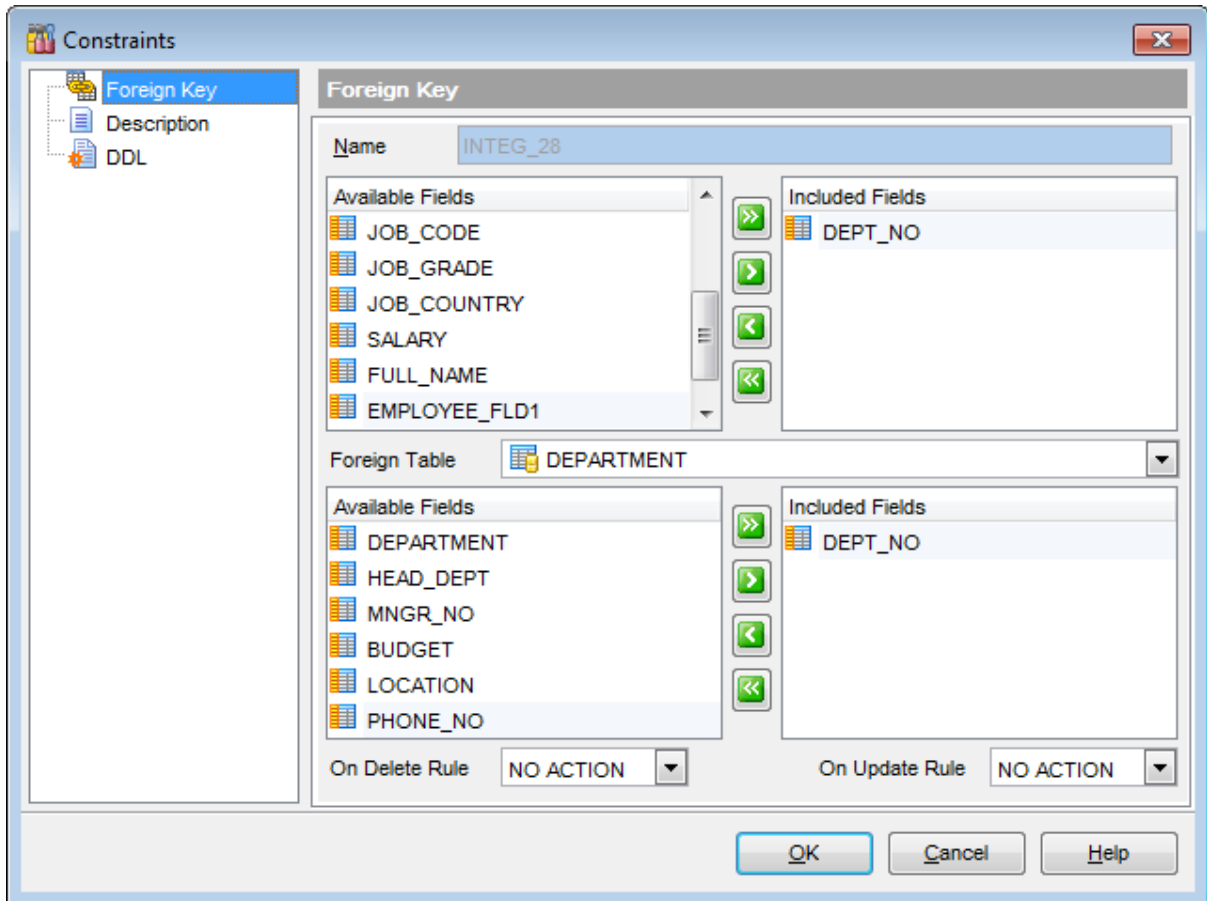 Constraints
Foreign Key
Description
DDL
Foreign Key
Name INTEG_28
Available Fields
JOB_CODE
JOB_GRADE
JOB_COUNTRY
SALARY
FULL_NAME
EMPLOYEE_FLD1
Included Fields
DEPT_NO
Foreign Table DEPARTMENT
Available Fields
DEPARTMENT
HEAD_DEPT
MNGR_NO
BUDGET
LOCATION
PHONE_NO
Included Fields
DEPT_NO
On Delete Rule NO ACTION On Update Rule NO ACTION
OK Cancel Help